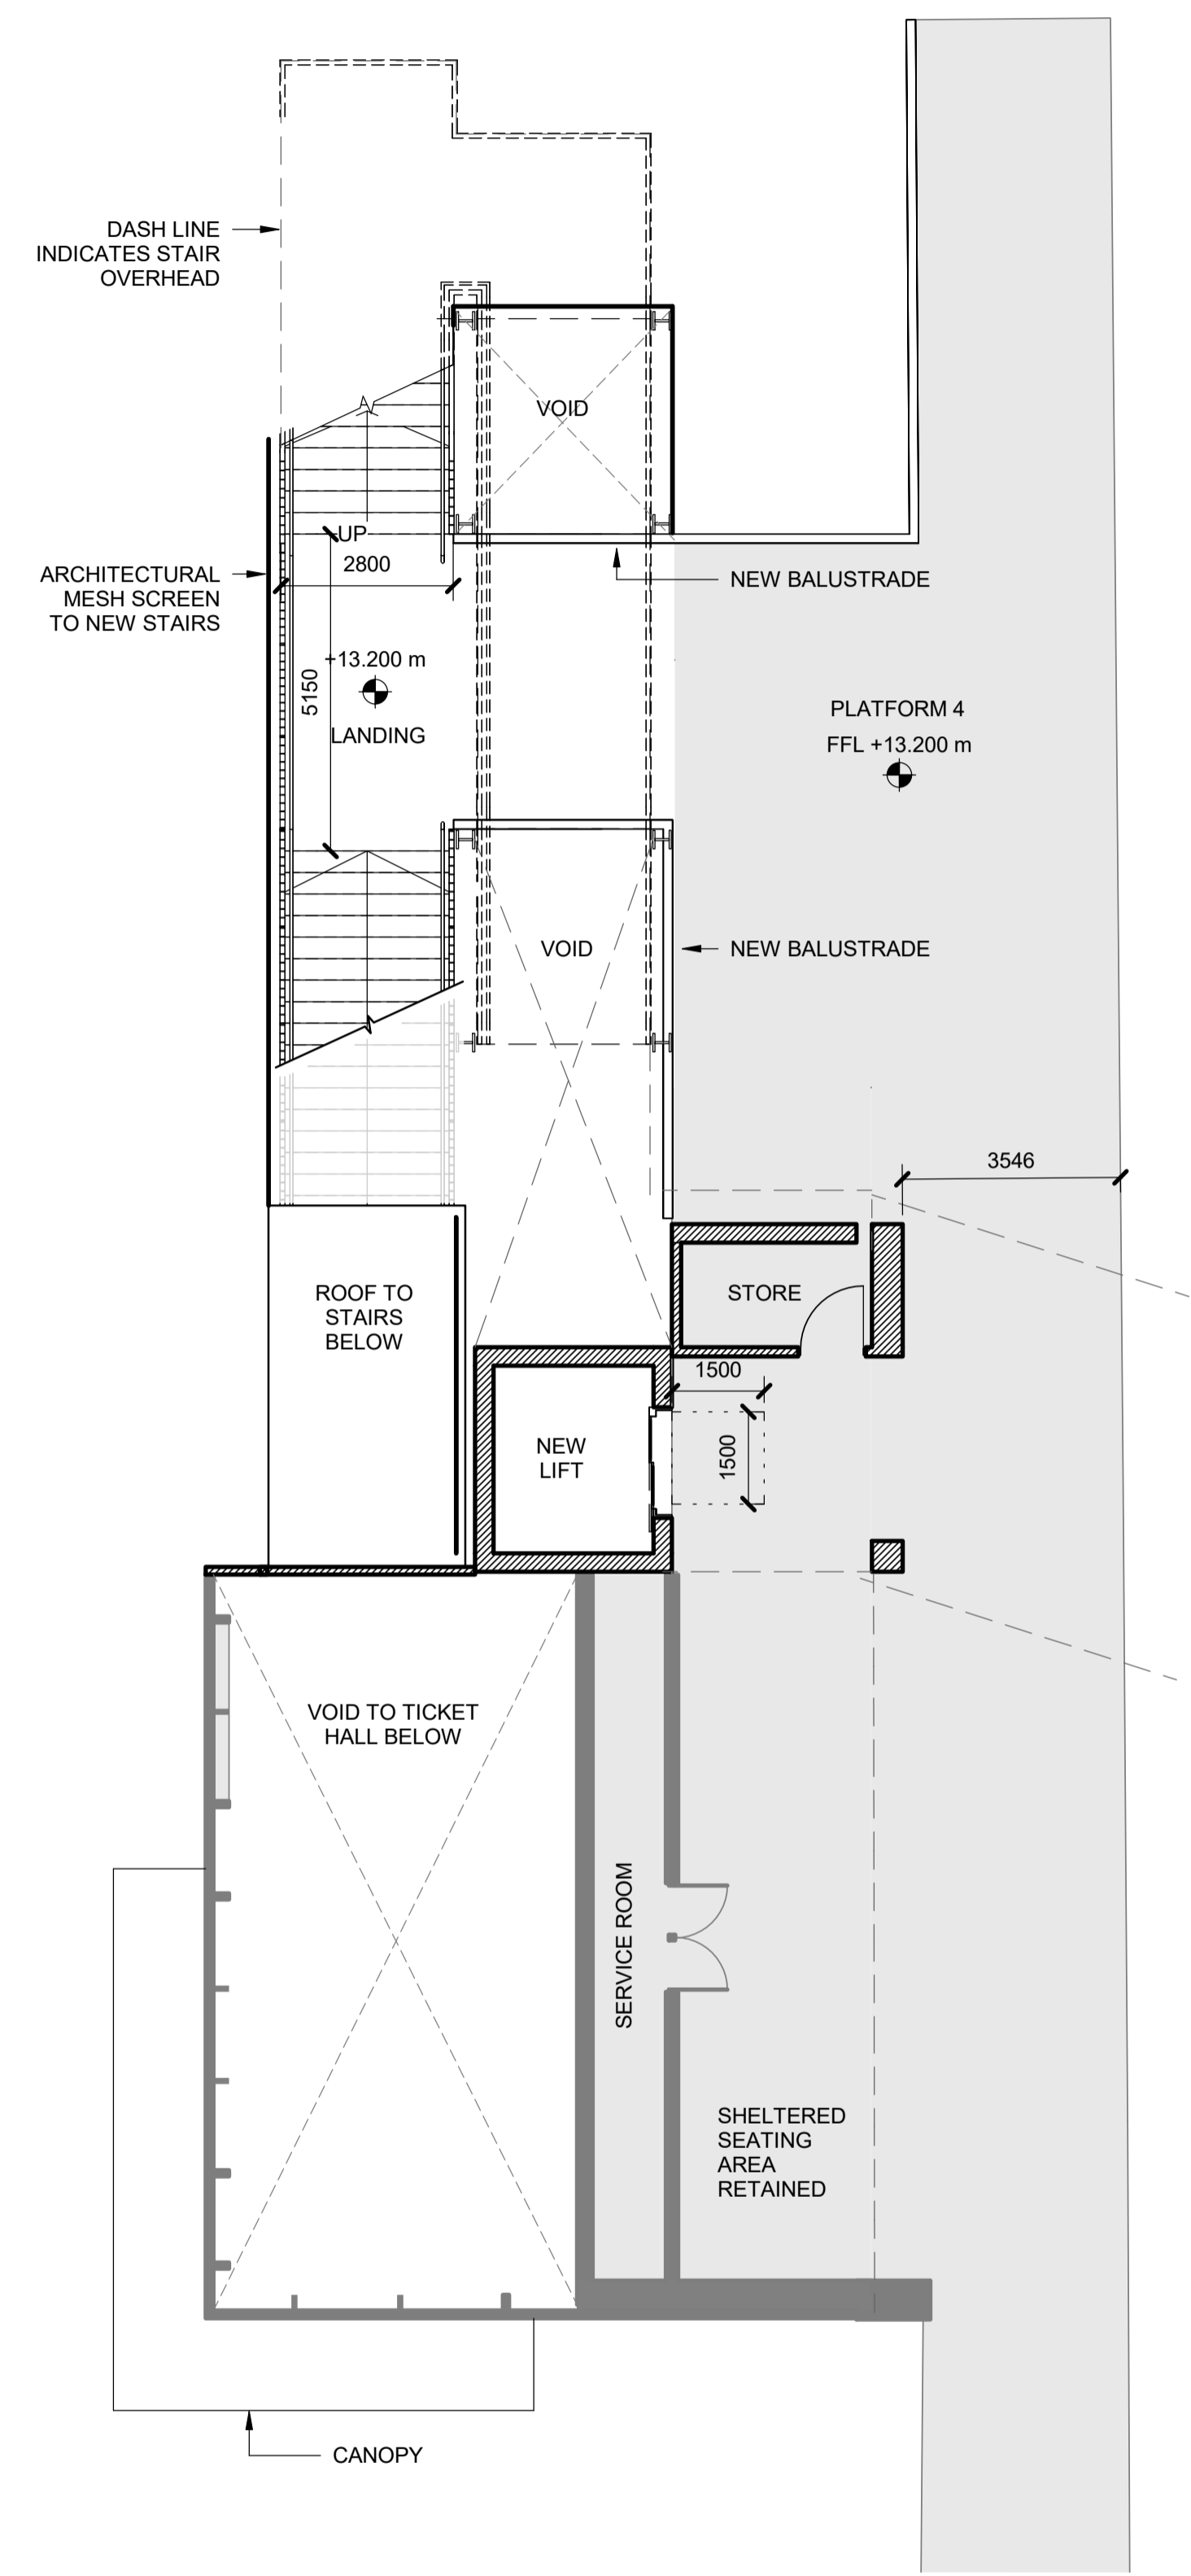 DASH LINE
INDICATES STAIR
OVERHEAD
VOID
UP
2800
ARCHITECTURAL
MESH SCREEN
TO NEW STAIRS
NEW BALUSTRADE
+13.200 m
5150
LANDING
PLATFORM 4
FFL +13.200 m
VOID
NEW BALUSTRADE
3546
ROOF TO
STAIRS
BELOW
STORE
1500
NEW
LIFT
1500
VOID TO TICKET
HALL BELOW
SERVICE ROOM
SHELTERED
SEATING
AREA
RETAINED
CANOPY